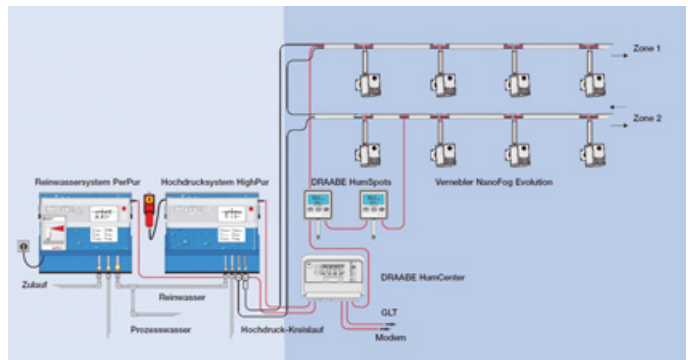 Zone 1
Zone 2
Reinwassersystem PerPur
Hochdrucksystem HighPur
DRAABE HumSpots
Vernebler NanoFog Evolution
DRAABE HumCenter
Zulauf
Reinwasser
Prozesswasser
Hochdruck-Kreislauf
GLT
Modem